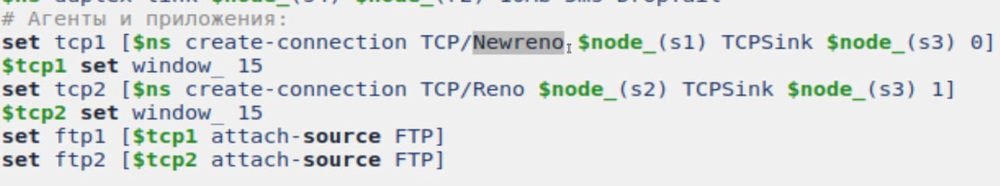 # Агенты и приложения:
set tcp1 [$ns create-connection TCP/Newreno $node_(s1) TCPSink $node_(s3) 0]
$tcp1 set window_ 15
set tcp2 [$ns create-connection TCP/Reno $node_(s2) TCPSink $node_(s3) 1]
$tcp2 set window_ 15
set ftp1 [$tcp1 attach-source FTP]
set ftp2 [$tcp2 attach-source FTP]